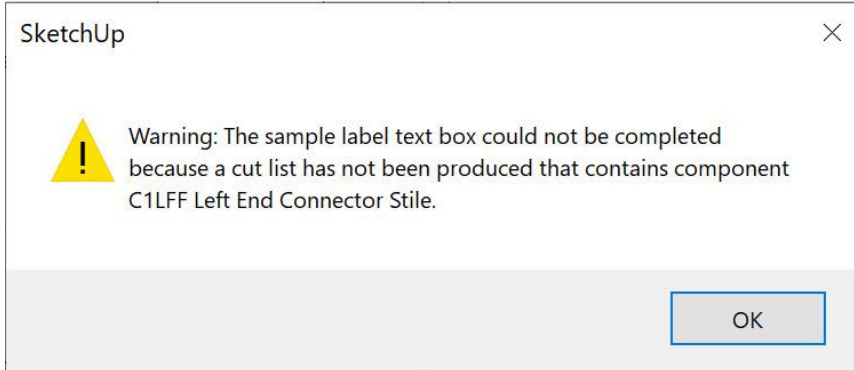 SketchUp
Warning: The sample label text box could not be completed
because a cut list has not been produced that contains component
C1LFF Left End Connector Stile.
OK